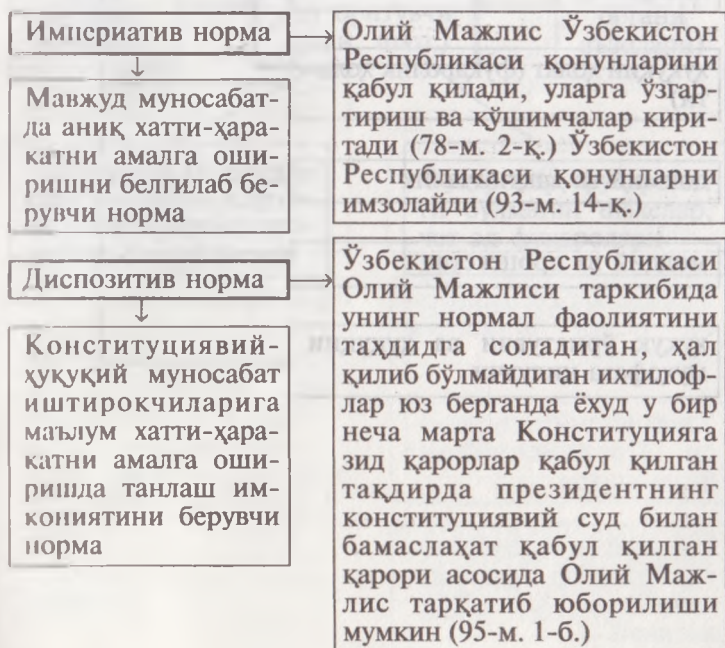 Императив норма
Мавжуд муносабат-
да аниқ хатти-ҳара-
катни амалга оши-
ришни белгилаб бе-
рувчи норма
Олий Мажлис Ўзбекистон
Республикаси қонунларини
қабул қилади, уларга ўзгар-
тириш ва қўшимчалар кири-
тади (78-м. 2-қ.) Ўзбекистон
Республикаси қонунларни
имзолайди (93-м. 14-қ.)
Диспозитив норма
Конституциявий-
ҳуқуқий муносабат
иштирокчиларига
маълум хатти-ҳара-
катни амалга оши-
ришда танлаш им-
кониятини берувчи
норма
Ўзбекистон Республикаси
Олий Мажлиси таркибида
унинг нормал фаолиятини
таҳдидга соладиган, ҳал
қилиб бўлмайдиган ихтилоф-
лар юз берганда ёхуд у бир
неча марта Конституцияга
зид қарорлар қабул қилган
тақдирда президентнинг
конституциявий суд билан
бамаслаҳат қабул қилган
қарори асосида Олий Маж-
лис тарқатиб юборилиши
мумкин (95-м. 1-б.)